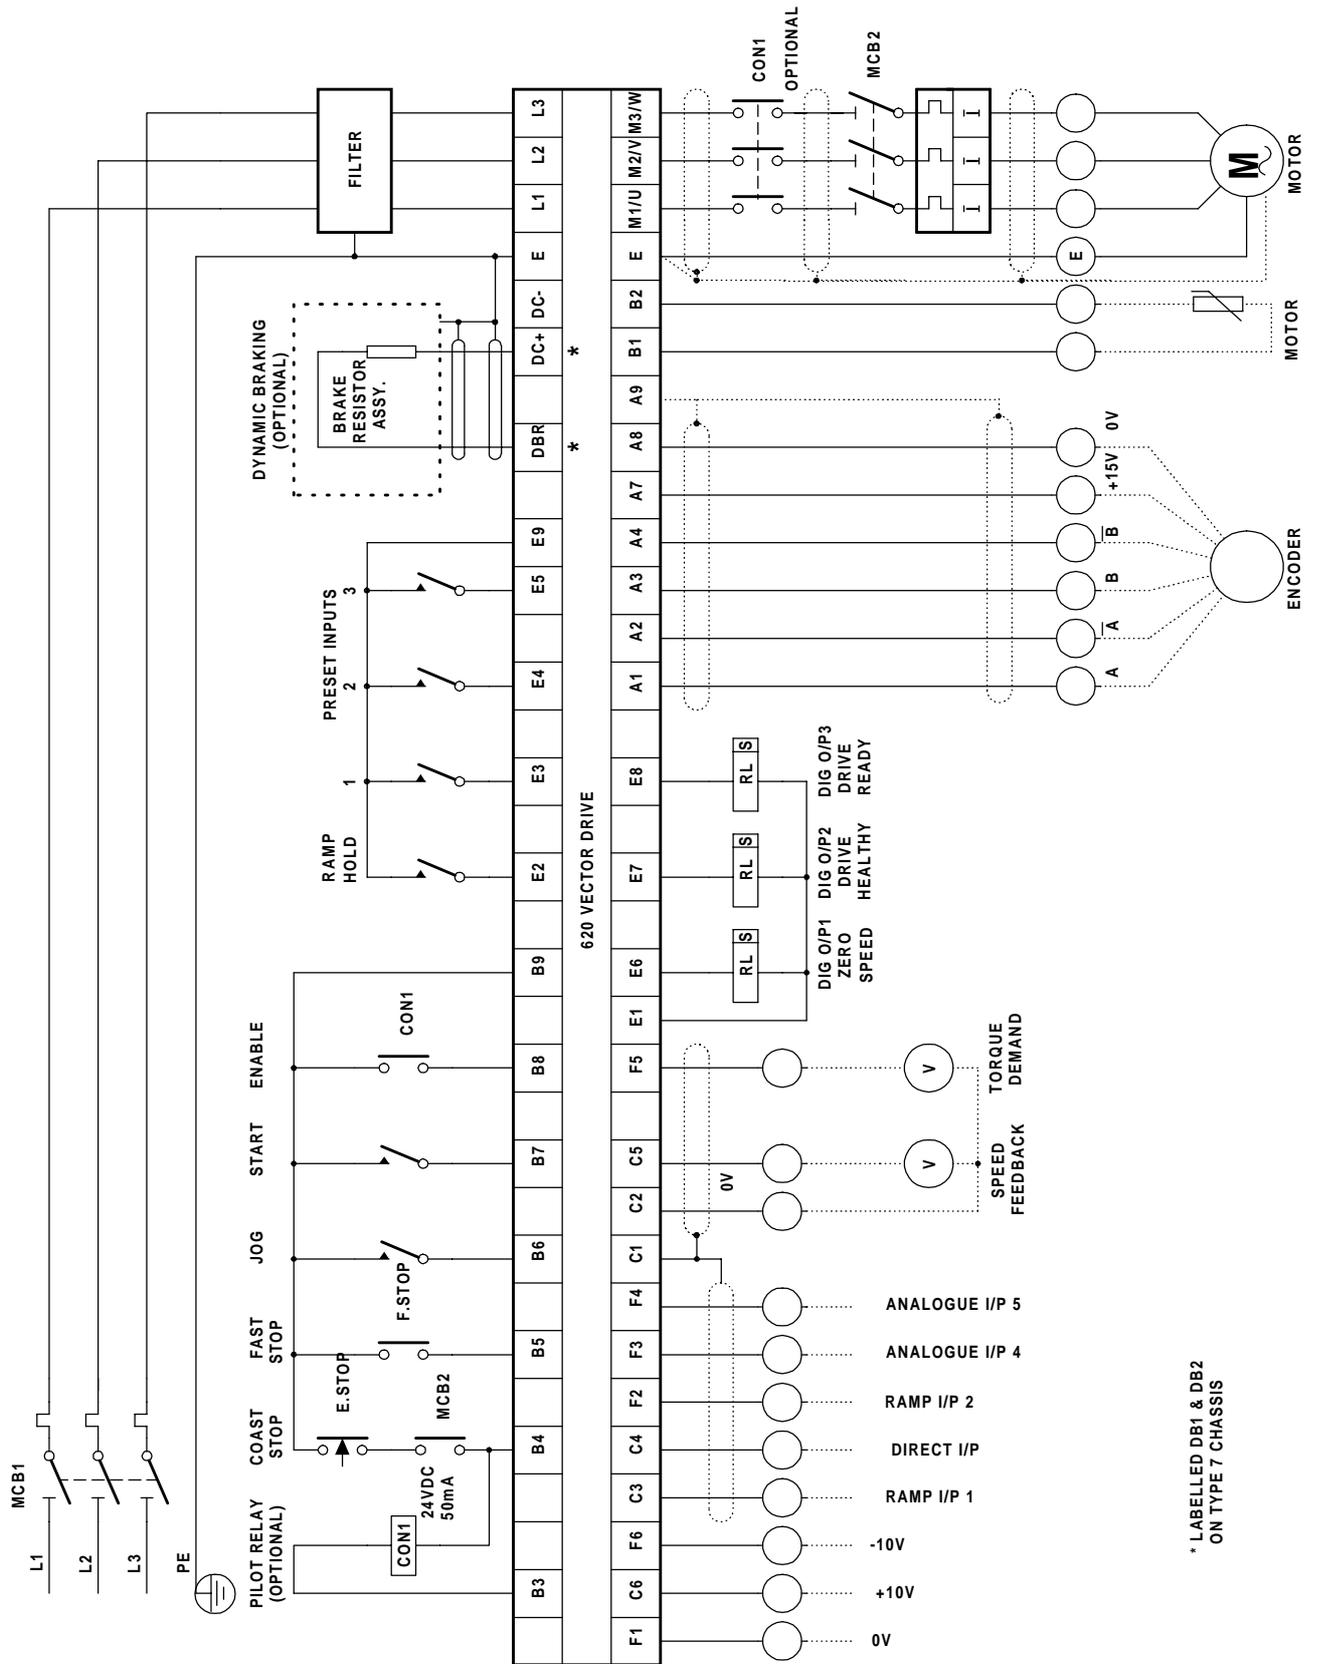 MCB1
L1
L2
L3
PE
FILTER
DYNAMIC BRAKING
(OPTIONAL)
BRAKE
RESISTOR
ASSY.
PILOT RELAY
(OPTIONAL)
CON1
24VDC
50mA
COAST
STOP
E.STOP
MCB2
FAST
STOP
F.STOP
JOG
START
ENABLE
CON1
RAMP
HOLD
PRESET INPUTS
1
2
3
B3
B4
B5
B6
B7
B8
B9
E2
E3
E4
E5
E9
DBR
DC+
DC-
E
L1
L2
L3
*
*
620 VECTOR DRIVE
F1
C6
F6
C3
C4
F2
F3
F4
C1
C2
C5
F5
E1
E6
E7
E8
A1
A2
A3
A4
A7
A8
A9
B1
B2
E
M1/U
M2/V
M3/W
0V
+10V
-10V
RAMP I/P 1
DIRECT I/P
RAMP I/P 2
ANALOGUE I/P 4
ANALOGUE I/P 5
0V
V
V
SPEED
FEEDBACK
TORQUE
DEMAND
RL S
RL S
RL S
DIG O/P1
ZERO
SPEED
DIG O/P2
DRIVE
HEALTHY
DIG O/P3
DRIVE
READY
A
A̅
B
B̅
+15V
0V
ENCODER
CON1
OPTIONAL
MCB2
I
I
I
E
M
MOTOR
MOTOR
* LABELLED DB1 & DB2
ON TYPE 7 CHASSIS